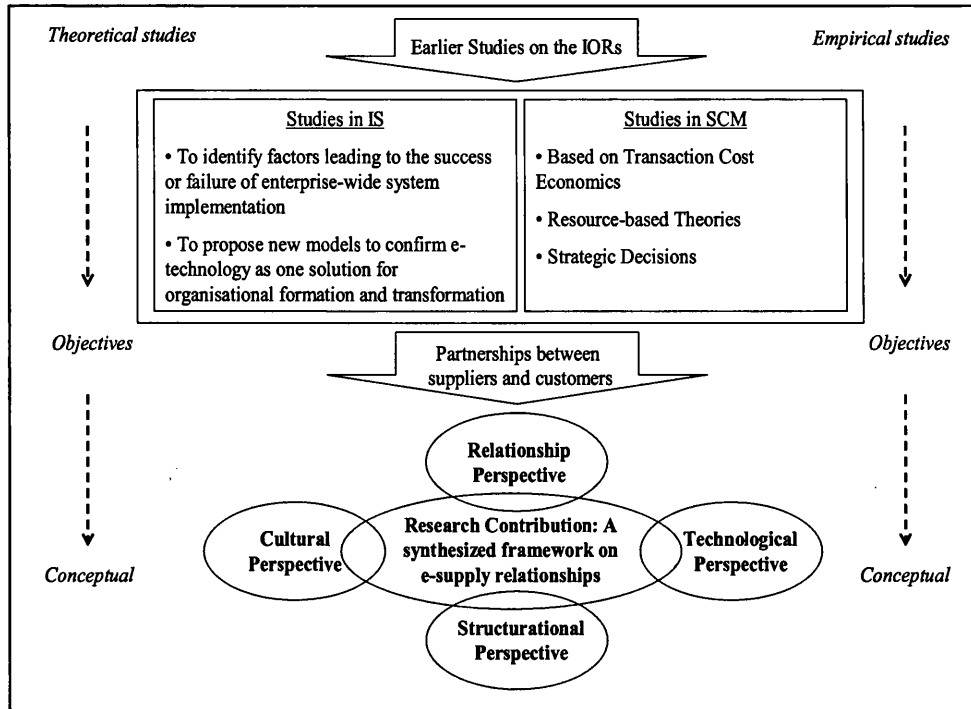 Theoretical studies
Earlier Studies on the IORs
Empirical studies
Studies in IS
• To identify factors leading to the success
or failure of enterprise-wide system
implementation
• To propose new models to confirm e-
technology as one solution for
organisational formation and transformation
Studies in SCM
• Based on Transaction Cost
Economics
• Resource-based Theories
• Strategic Decisions
Objectives
Objectives
Partnerships between
suppliers and customers
Relationship
Perspective
Cultural
Perspective
Research Contribution: A
synthesized framework on
e-supply relationships
Technological
Perspective
Conceptual
Conceptual
Structurational
Perspective